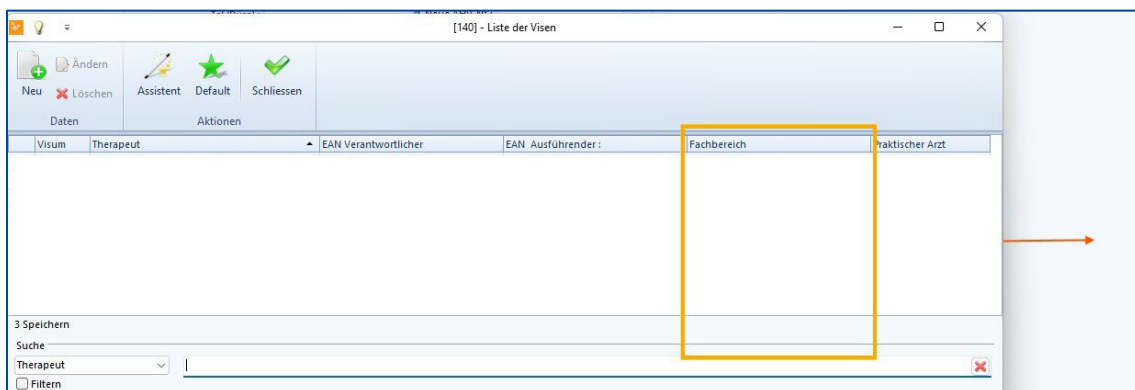 [140] - Liste der Visen
Neu
Ändern
Löschen
Assistent
Default
Schliessen
Daten
Aktionen
Visum Therapeut EAN Verantwortlicher EAN Ausführender : Fachbereich Praktischer Arzt
3 Speichern
Suche
Therapeut
Filtern